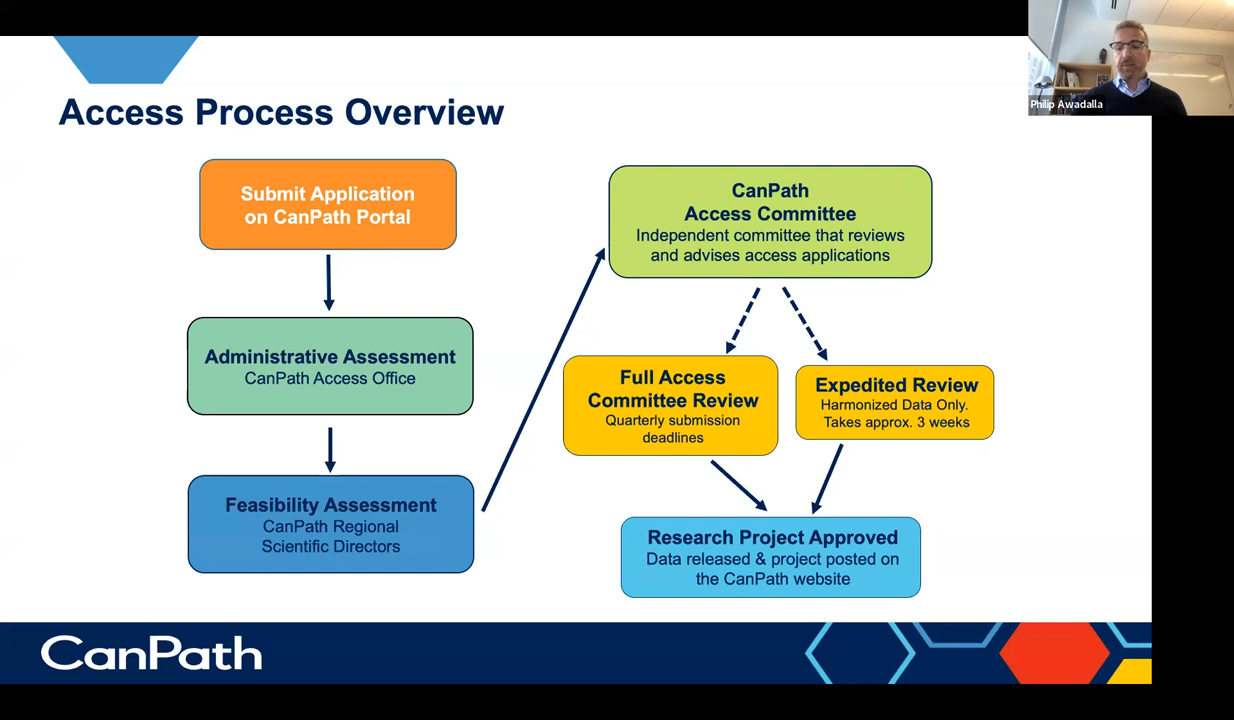 Access Process Overview
Submit Application
on CanPath Portal
Administrative Assessment
CanPath Access Office
Feasibility Assessment
CanPath Regional
Scientific Directors
CanPath
Access Committee
Independent committee that reviews
and advises access applications
Full Access
Committee Review
Quarterly submission
deadlines
Expedited Review
Harmonized Data Only.
Takes approx. 3 weeks
Research Project Approved
Data released & project posted on
the CanPath website
CanPath
Philip Awadalla